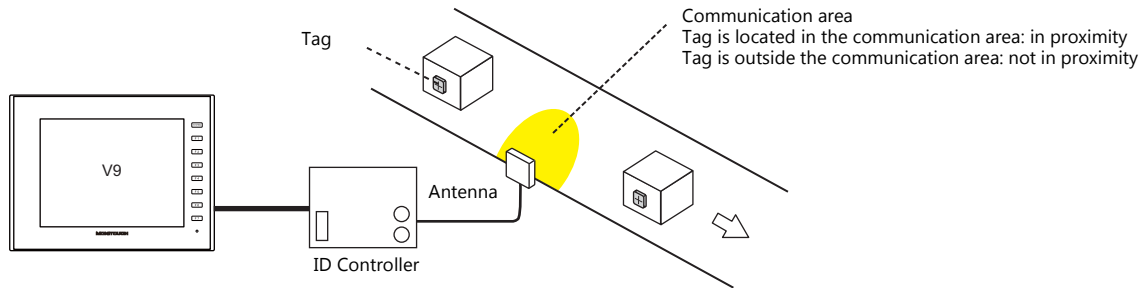 Communication area
Tag is located in the communication area: in proximity
Tag is outside the communication area: not in proximity
Tag
V9
Antenna
MONITOUCH
ID Controller